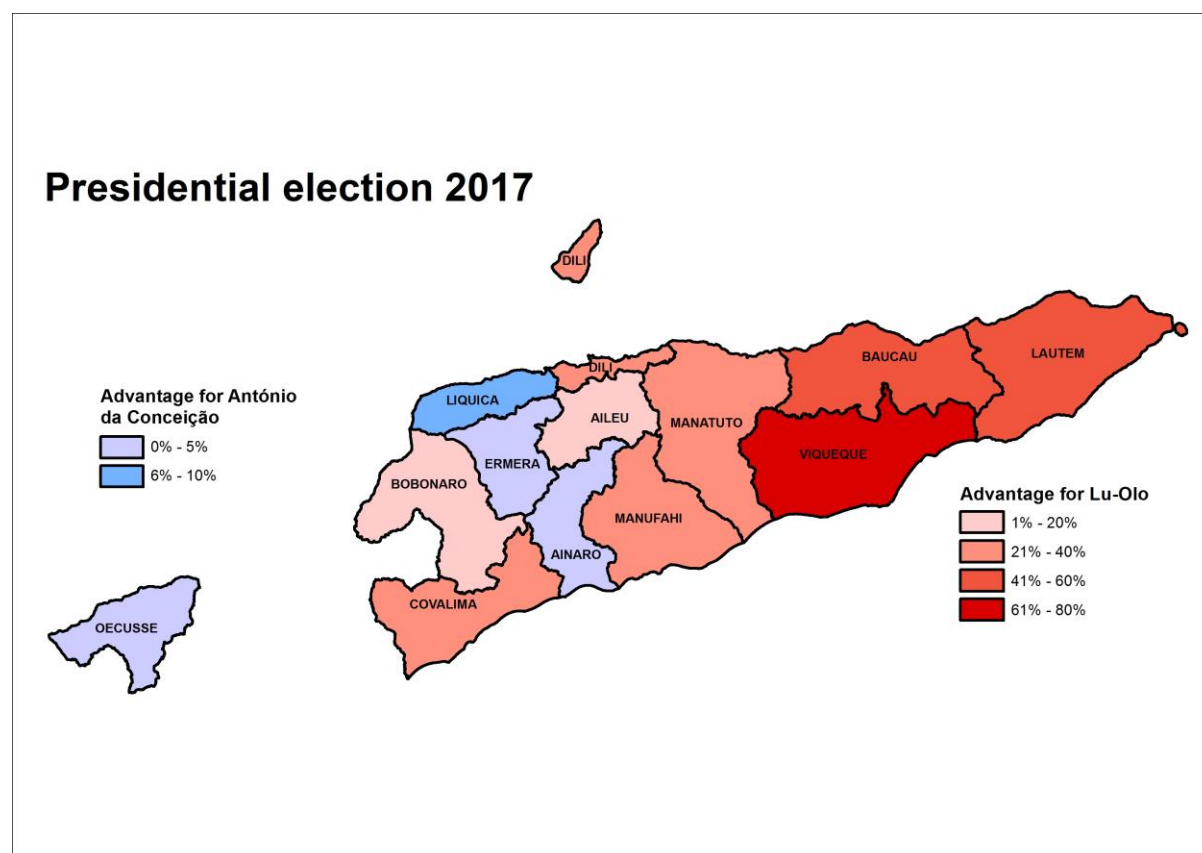 Presidential election 2017
DILI
BAUCAU
LAUTEM
DILI
Advantage for António
da Conceição
0% - 5%
6% - 10%
LIQUICA
AILEU
MANATUTO
VIQUEQUE
ERMERA
BOBONARO
MANUFAHI
AINARO
COVALIMA
OECUSSE
Advantage for Lu-Olo
1% - 20%
21% - 40%
41% - 60%
61% - 80%